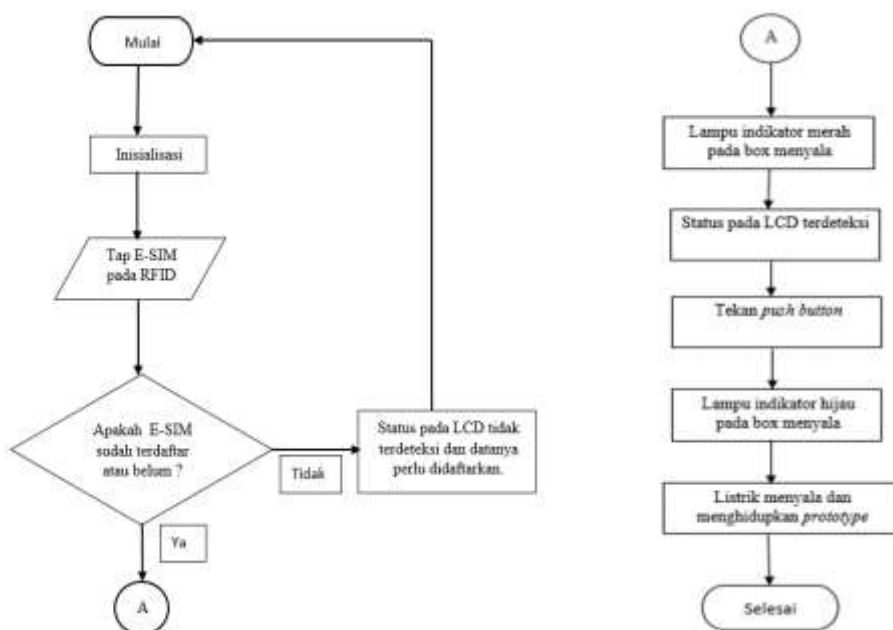 Mulai
Inisialisasi
Tap E-SIM
pada RFID
Apakah E-SIM
sudah terdaftar
atau belum ?
Tidak
Status pada LCD tidak
terdeteksi dan datanya
perlu didaftarkan.
Ya
A
A
Lampu indikator merah
pada box menyala
Status pada LCD terdeteksi
Tekan push button
Lampu indikator hijau
pada box menyala
Listrik menyala dan
menghidupkan prototype
Selesai